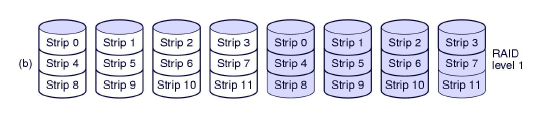 Strip 0 Strip 1 Strip 2 Strip 3 Strip 0 Strip 1 Strip 2 Strip 3
(b) Strip 4 Strip 5 Strip 6 Strip 7 Strip 4 Strip 5 Strip 6 Strip 7 RAID level 1
Strip 8 Strip 9 Strip 10 Strip 11 Strip 8 Strip 9 Strip 10 Strip 11